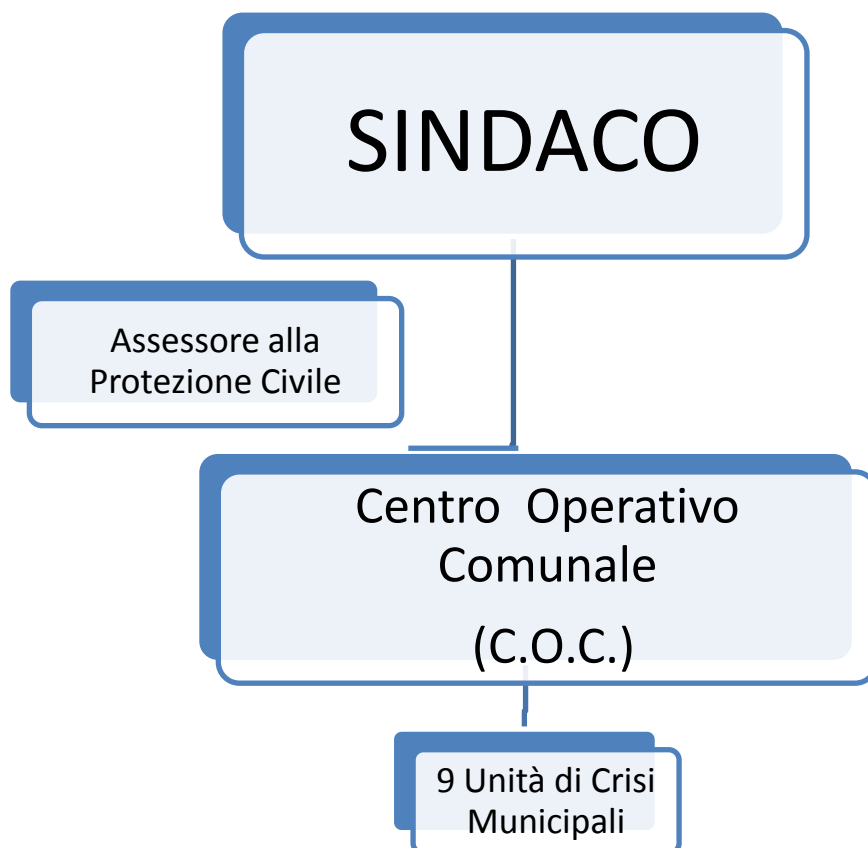 SINDACO
Assessore alla
Protezione Civile
Centro Operativo
Comunale
(C.O.C.)
9 Unità di Crisi
Municipali